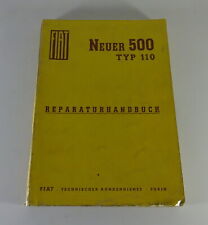 FIAT
NEUER 500
TYP 110
REPARATURHANDBUCH
FIAT - TECHNISCHER KUNDENDIENST - TURIN